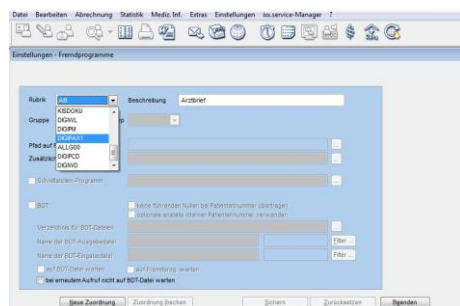 Datei Bearbeiten Abrechnung Statistik Mediz. Inf. Extras Einstellungen iss.service-Manager ?
Einstellungen - Fremdprogramme
Rubrik AB Beschreibung Arztbrief
KISDOKU
DIGIWL
Gruppe
DIGIPM
DIGIPAX1
ALLG00
Pfad auf
DIGIPCD
Zusätzlich
DIGIVID
Schnittstellen-Programm
BDT keine führenden Nullen bei Patientennummer übertragen
optionale anstelle interner Patientennummer verwenden
Verzeichnis für BDT-Dateien
Name der BDT-Ausgabedatei Filter ...
Name der BDT-Eingabedatei Filter ...
auf BDT-Datei warten auf Fremdprog. warten
bei erneutem Aufruf nicht auf BDT-Datei warten
Neue Zuordnung Zuordnung löschen Sichern Zurücksetzen Beenden